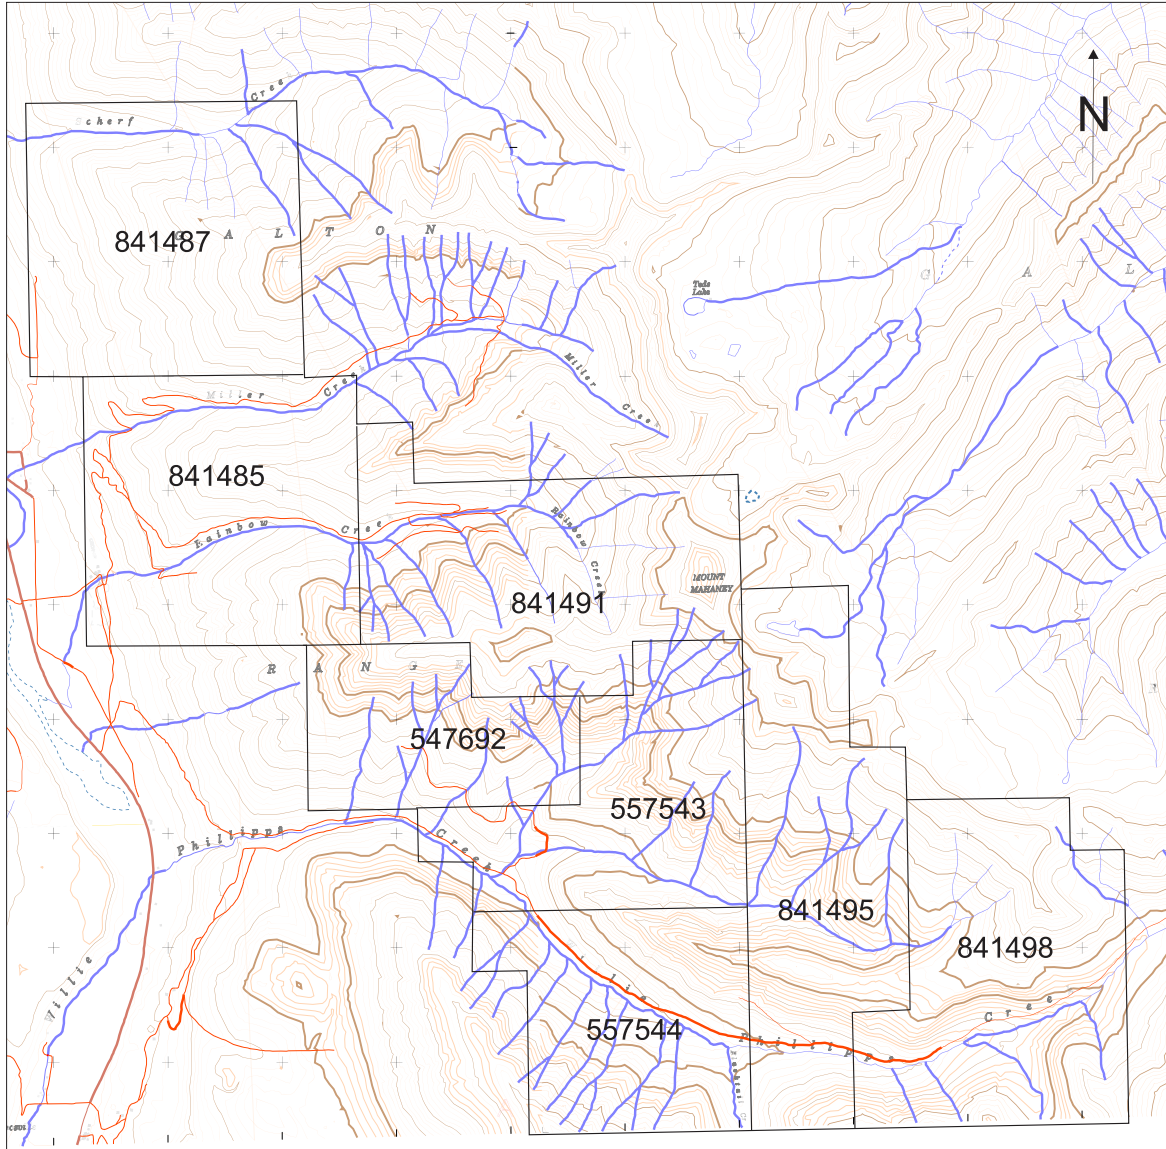 N
Scherf
Cree
841487
G A L T O N
Tuds
Lake
G A L
Miller
Creek
Miller
Creek
841485
Rainbow
Cree
Rainbow
Creek
MOUNT
MAHANEY
841491
R A N G E
547692
557543
Phillipps
Creek
841495
841498
Willie
557544
Phillipps
Cree